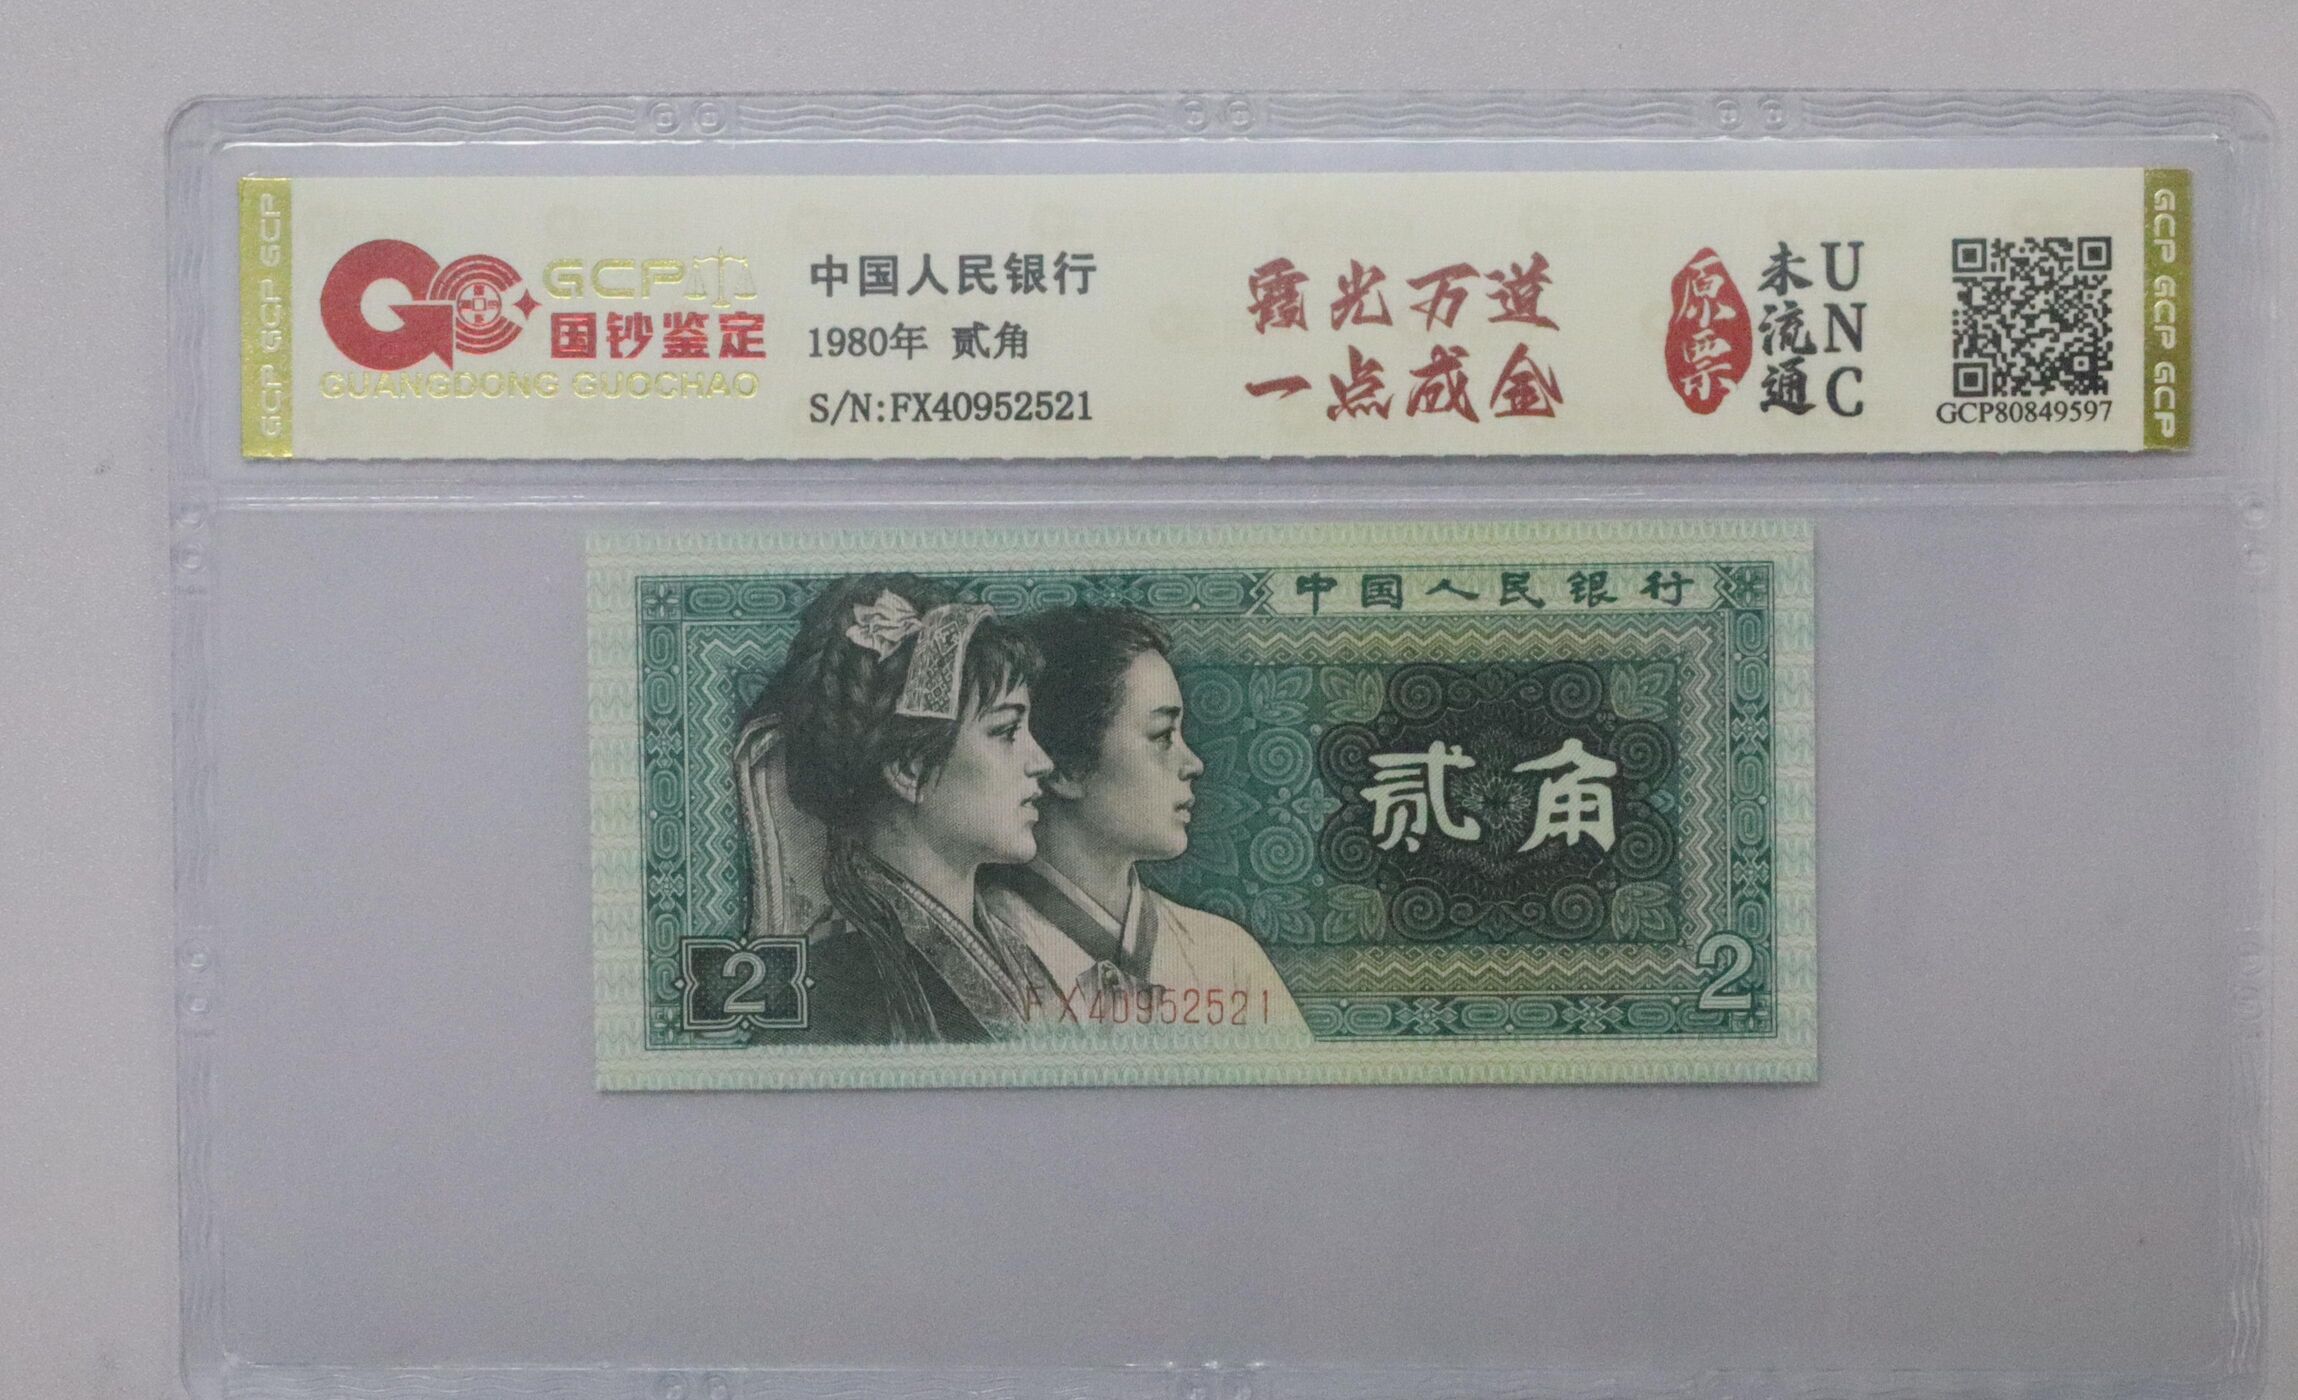 GCP GCP GCP
GCP
国钞鉴定
GUANGDONG GUOCHAO
中国人民银行
1980年 贰角
S/N:FX40952521
霞光万道
一点成金
原票
未流通
UNC
GCP80849597
GCP GCP GCP
中国人民银行
贰角
2
2
FX40952521